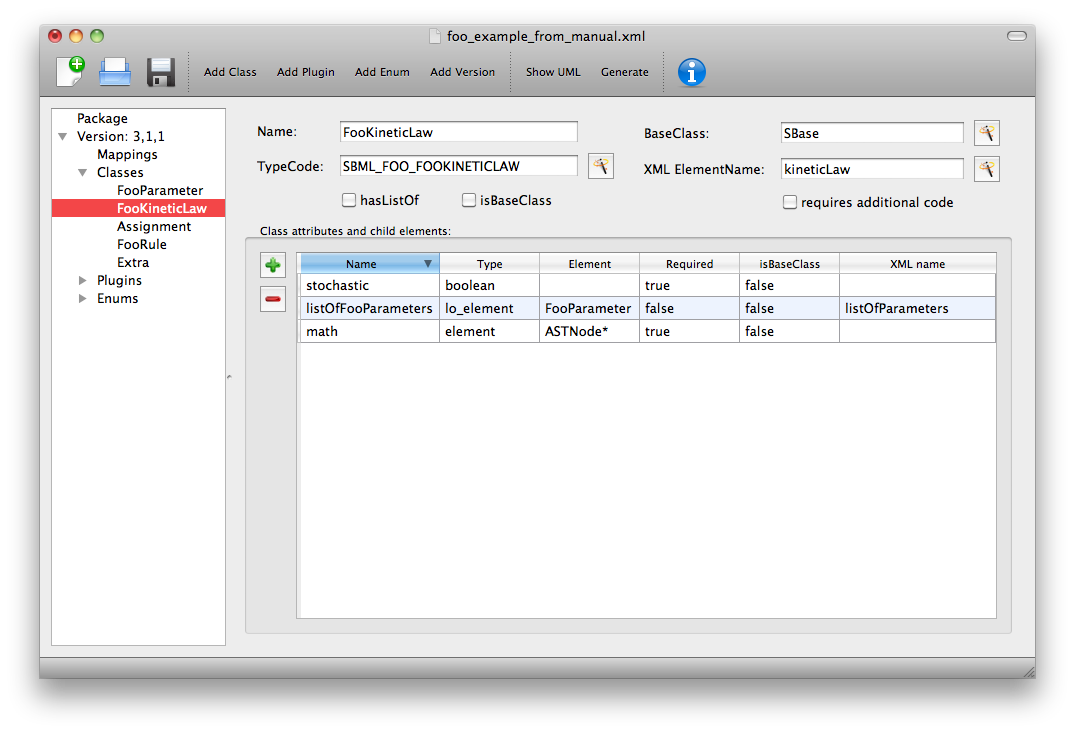 foo_example_from_manual.xml
Add Class Add Plugin Add Enum Add Version Show UML Generate
Package
Version: 3,1,1
Mappings
Classes
FooParameter
FooKineticLaw
Assignment
FooRule
Extra
Plugins
Enums
Name: FooKineticLaw BaseClass: SBase
TypeCode: SBML_FOO_FOOKINETICLAW XML ElementName: kineticLaw
hasListOf isBaseClass requires additional code
Class attributes and child elements:
Name Type Element Required isBaseClass XML name
stochastic boolean true false
listOfFooParameters lo_element FooParameter false false listOfParameters
math element ASTNode* true false